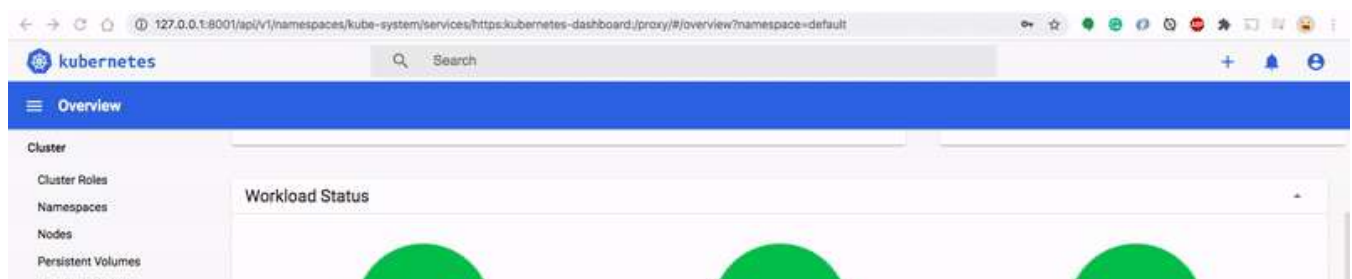 127.0.0.1:8001/api/v1/namespaces/kube-system/services/https:kubernetes-dashboard:/proxy/#/overview?namespace=default
kubernetes
Search
Overview
Cluster
Cluster Roles
Namespaces
Nodes
Persistent Volumes
Workload Status